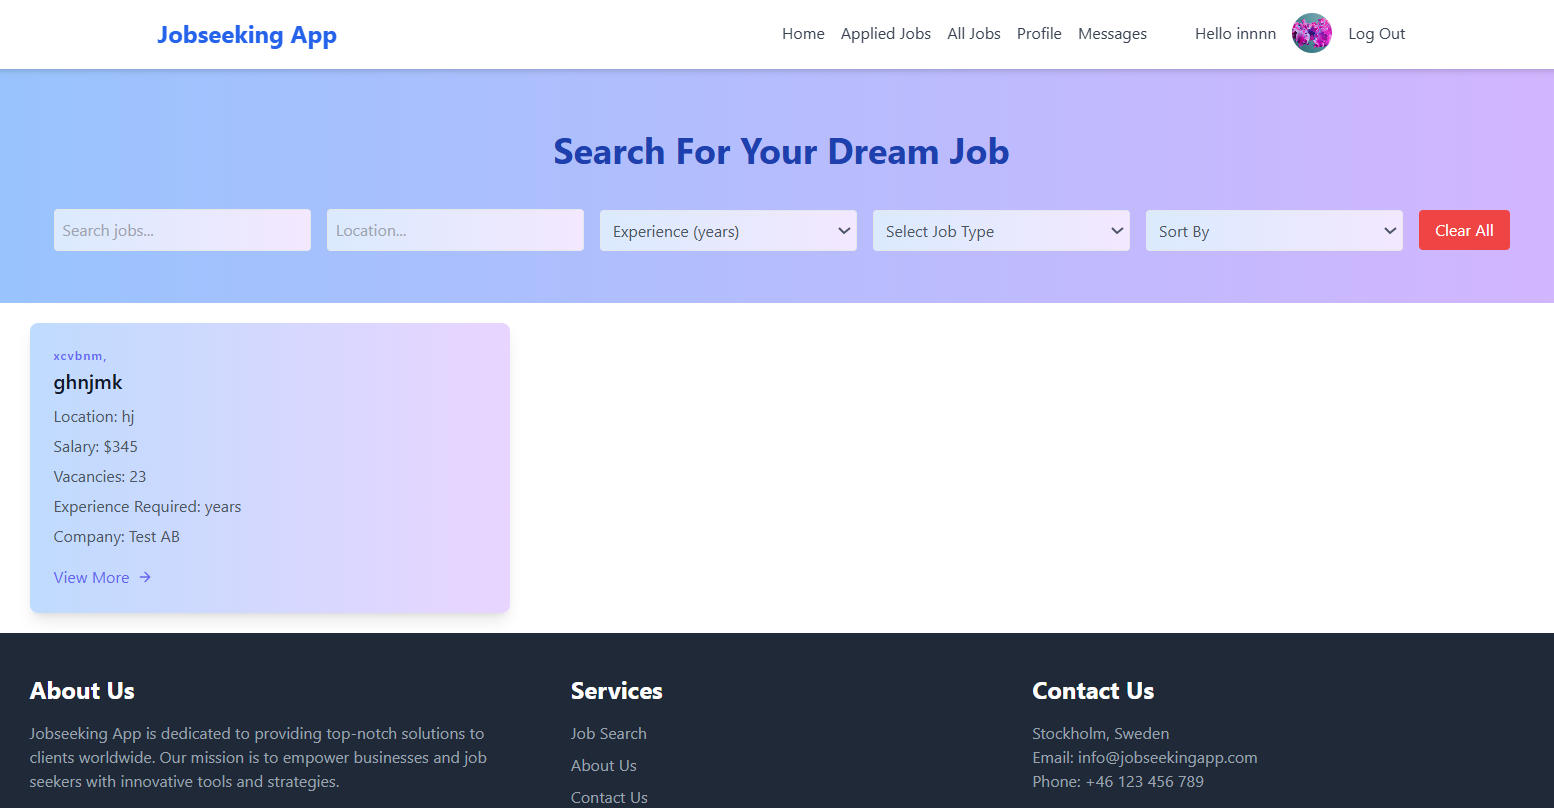 Jobseeking App
Home Applied Jobs All Jobs Profile Messages Hello innnn Log Out
Search For Your Dream Job
Search jobs... Location... Experience (years) Select Job Type Sort By Clear All
xcvbnm,
ghnjmk
Location: hj
Salary: $345
Vacancies: 23
Experience Required: years
Company: Test AB
View More →
About Us
Jobseeking App is dedicated to providing top-notch solutions to
clients worldwide. Our mission is to empower businesses and job
seekers with innovative tools and strategies.
Services
Job Search
About Us
Contact Us
Contact Us
Stockholm, Sweden
Email: info@jobseekingapp.com
Phone: +46 123 456 789